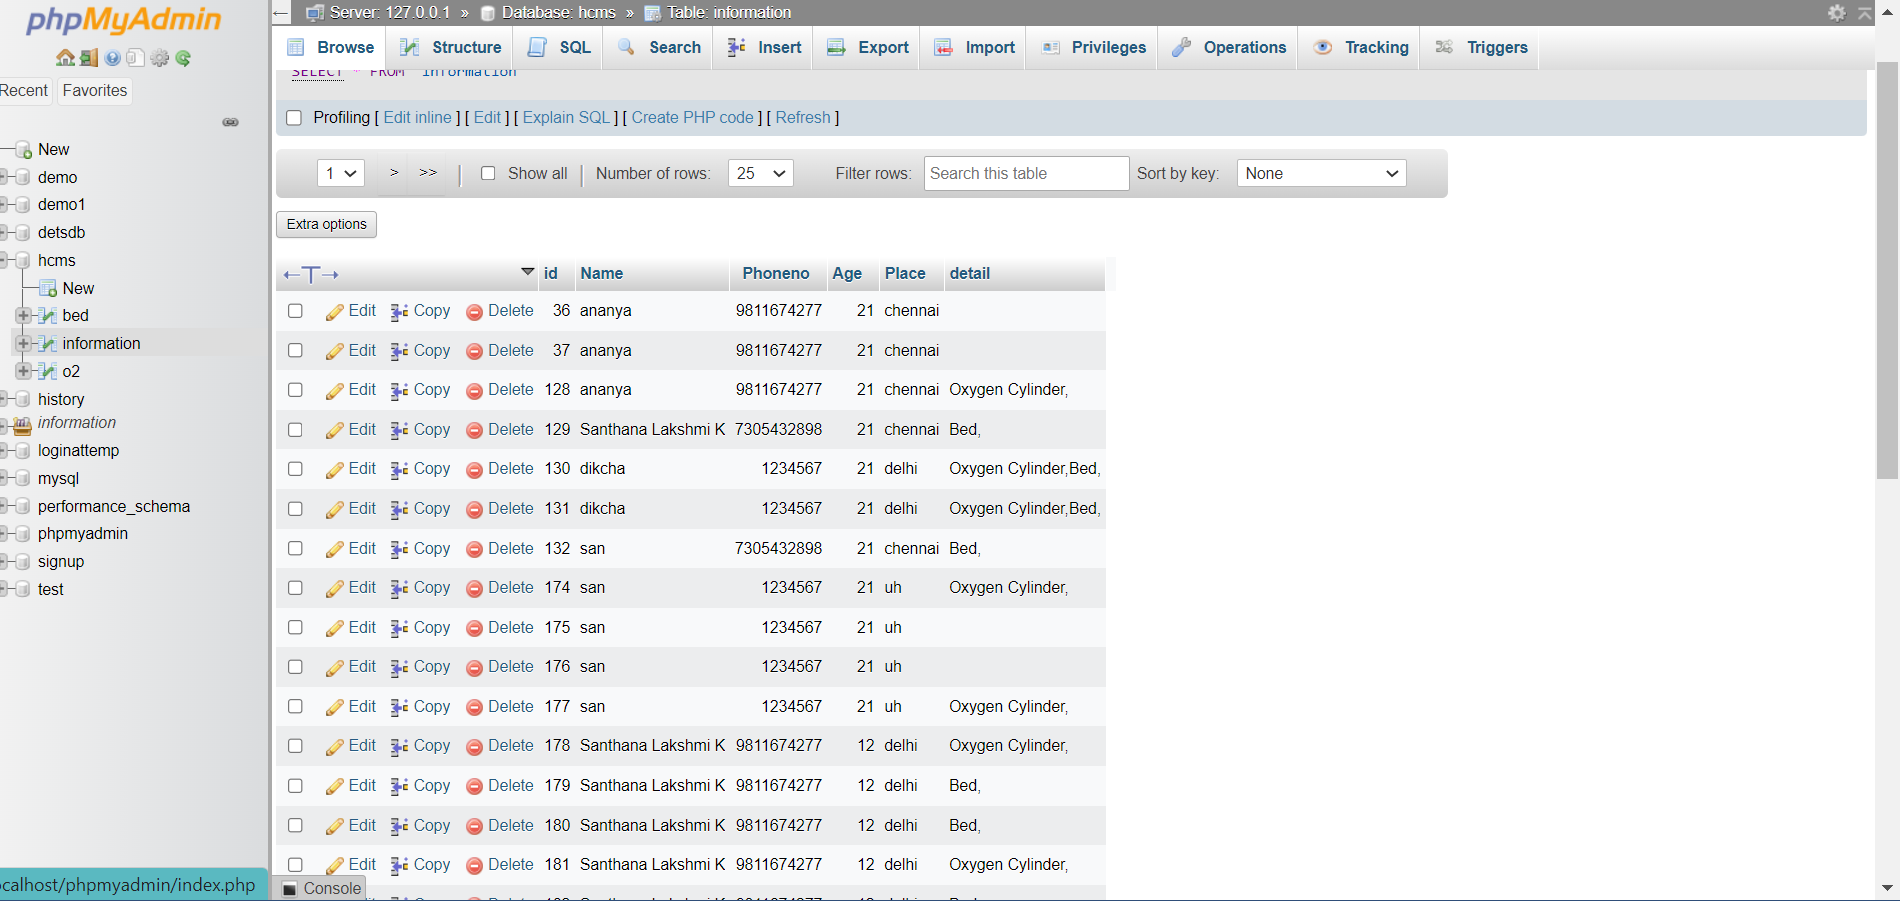 phpMyAdmin
Recent Favorites
New
demo
demo1
detsdb
hcms
New
bed
information
o2
history
information
loginattemp
mysql
performance_schema
phpmyadmin
signup
test
ocalhost/phpmyadmin/index.php
Server: 127.0.0.1 » Database: hcms » Table: information
Browse Structure SQL Search Insert Export Import Privileges Operations Tracking Triggers
SELECT * FROM `information`
Profiling [ Edit inline ] [ Edit ] [ Explain SQL ] [ Create PHP code ] [ Refresh ]
1 > >> | Show all | Number of rows: 25 Filter rows: Search this table Sort by key: None
Extra options
←T→ id Name Phoneno Age Place detail
Edit Copy Delete 36 ananya 9811674277 21 chennai
Edit Copy Delete 37 ananya 9811674277 21 chennai
Edit Copy Delete 128 ananya 9811674277 21 chennai Oxygen Cylinder,
Edit Copy Delete 129 Santhana Lakshmi K 7305432898 21 chennai Bed,
Edit Copy Delete 130 dikcha 1234567 21 delhi Oxygen Cylinder,Bed,
Edit Copy Delete 131 dikcha 1234567 21 delhi Oxygen Cylinder,Bed,
Edit Copy Delete 132 san 7305432898 21 chennai Bed,
Edit Copy Delete 174 san 1234567 21 uh Oxygen Cylinder,
Edit Copy Delete 175 san 1234567 21 uh
Edit Copy Delete 176 san 1234567 21 uh
Edit Copy Delete 177 san 1234567 21 uh Oxygen Cylinder,
Edit Copy Delete 178 Santhana Lakshmi K 9811674277 12 delhi Oxygen Cylinder,
Edit Copy Delete 179 Santhana Lakshmi K 9811674277 12 delhi Bed,
Edit Copy Delete 180 Santhana Lakshmi K 9811674277 12 delhi Bed,
Edit Copy Delete 181 Santhana Lakshmi K 9811674277 12 delhi Oxygen Cylinder,
Console